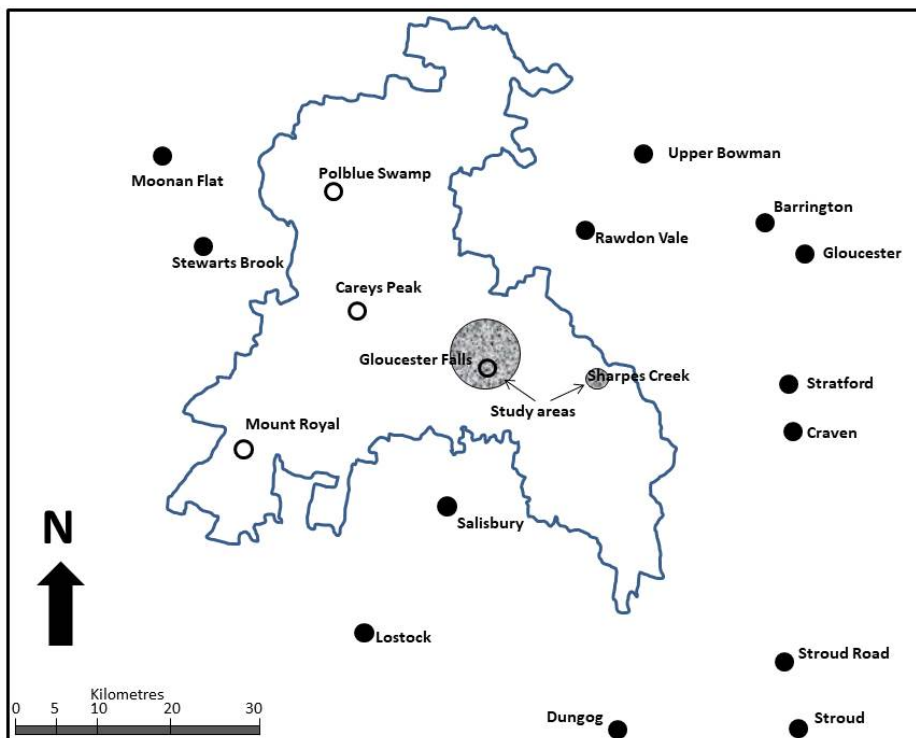 Upper Bowman
Moonan Flat
Polblue Swamp
Barrington
Rawdon Vale
Gloucester
Stewarts Brook
Careys Peak
Gloucester Falls
Sharpes Creek
Stratford
Study areas
Mount Royal
Craven
N
Salisbury
Lostock
Stroud Road
Kilometres
0 5 10 20 30
Dungog
Stroud